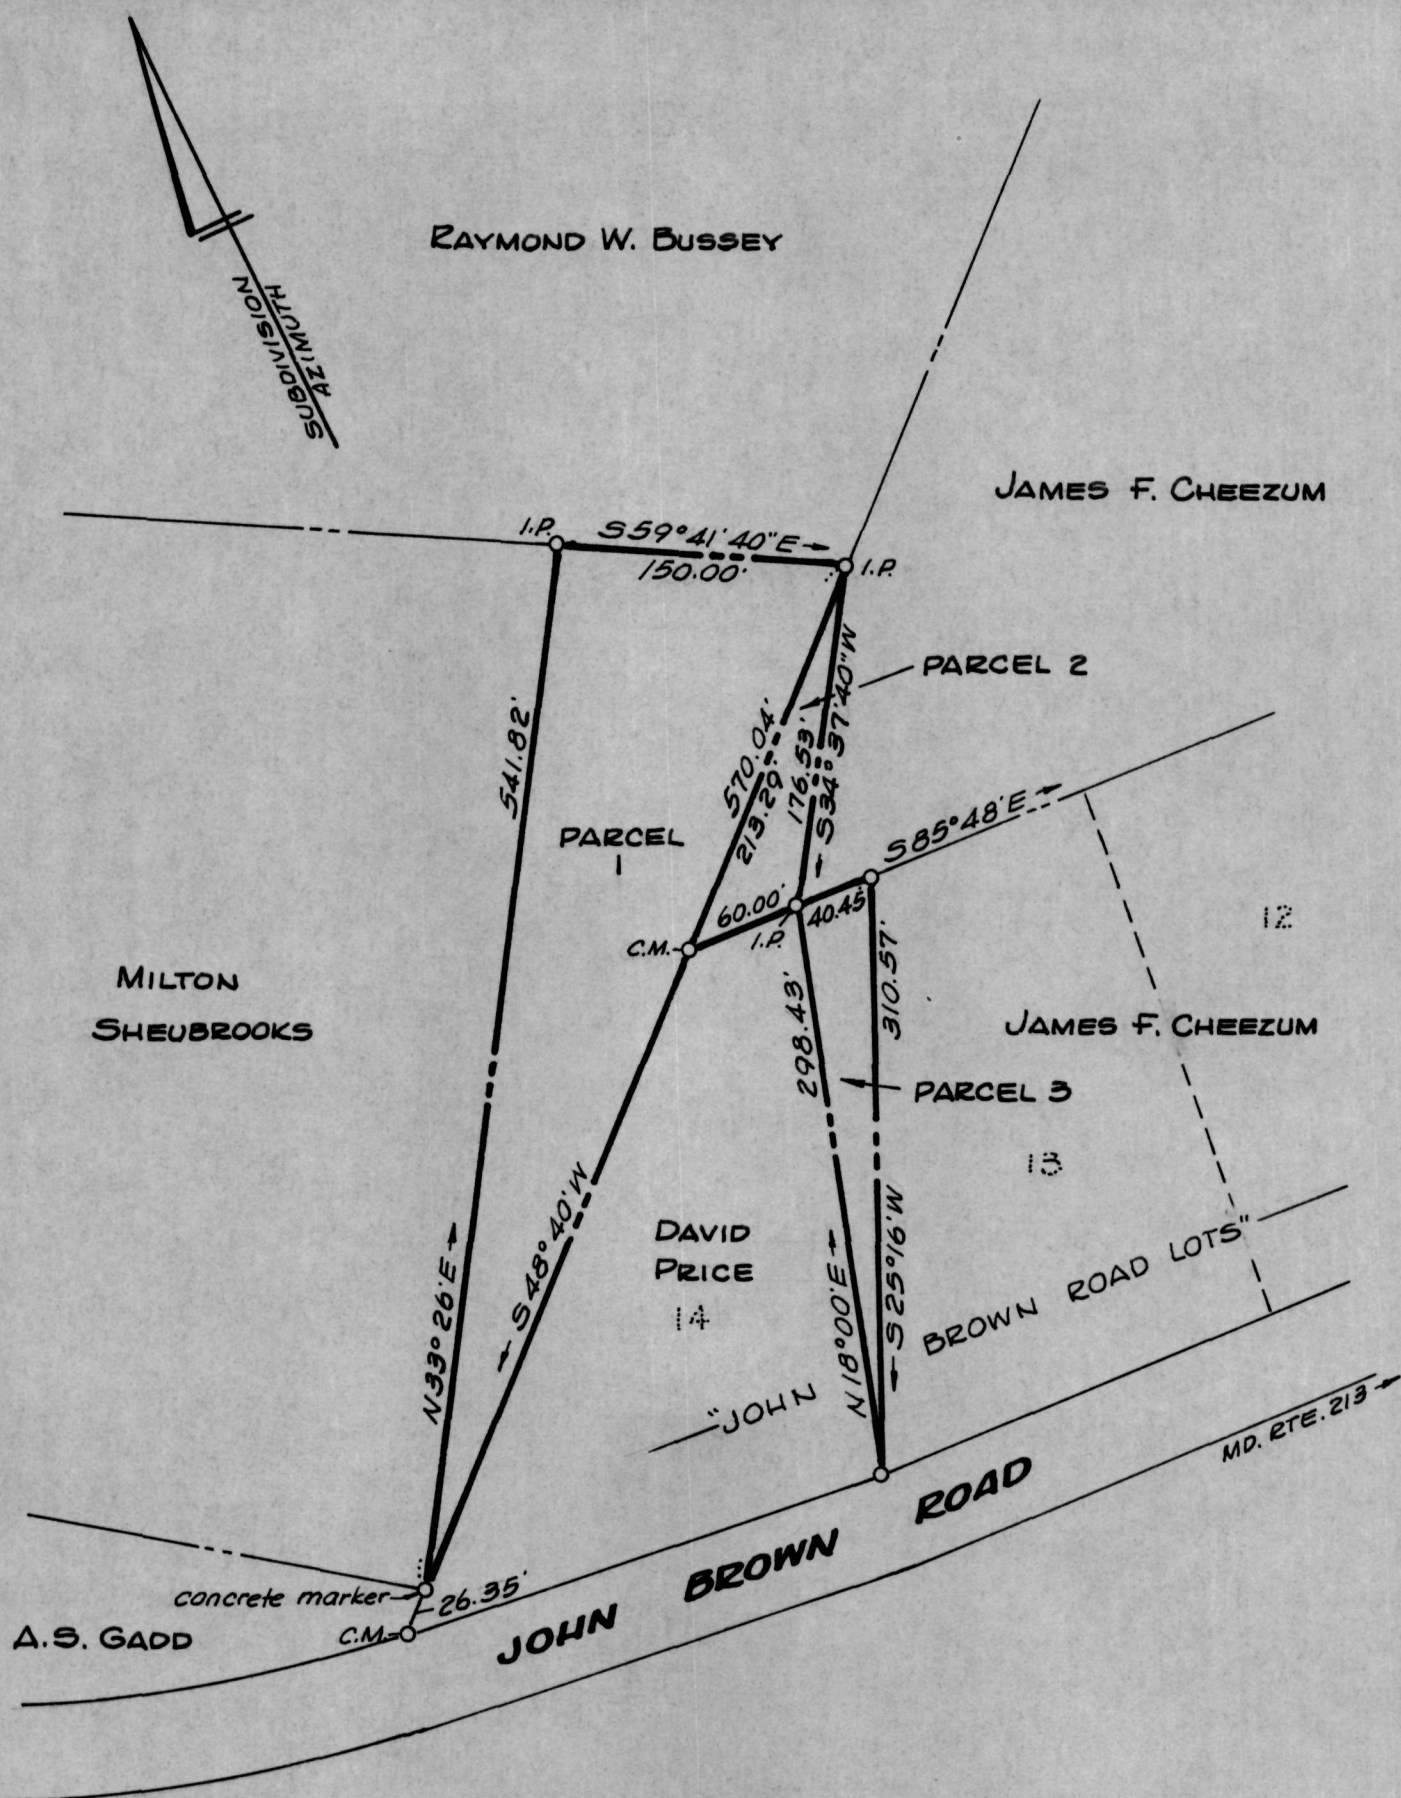 RAYMOND W. BUSSEY
SUBDIVISION
AZIMUTH
JAMES F. CHEEZUM
I.P.
S59°41'40"E
150.00'
I.P.
PARCEL 2
541.82'
570.04'
213.29'
176.53'
S34°37'40"W
S85°48'E
PARCEL
1
60.00'
40.45'
C.M.
I.P.
12
MILTON
SHEUBROOKS
298.43'
310.57'
JAMES F. CHEEZUM
PARCEL 3
13
DAVID
PRICE
14
N33°26'E
S48°40'W
N18°00'E
S25°16'W
"JOHN BROWN ROAD LOTS"
MD. RTE. 213
concrete marker
26.35'
A.S. GADD
C.M.
JOHN BROWN ROAD